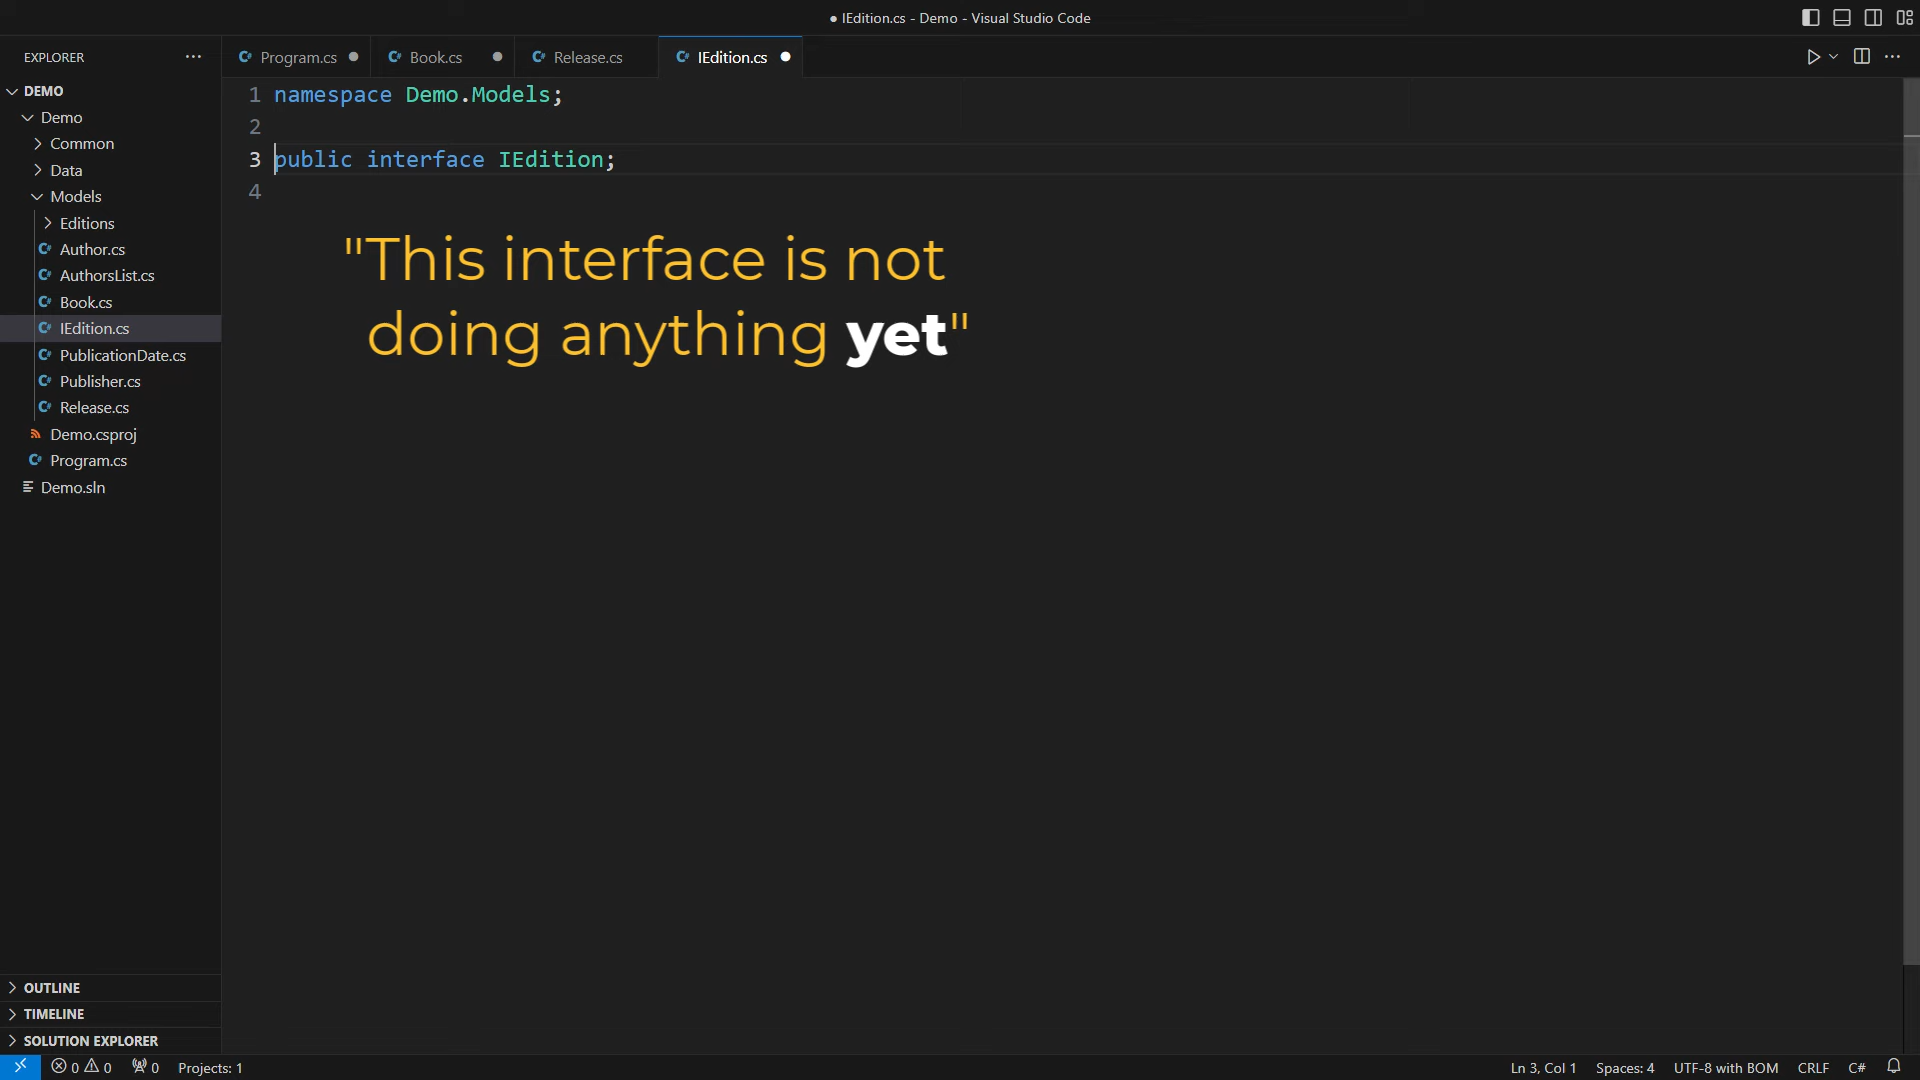 ● IEdition.cs - Demo - Visual Studio Code
EXPLORER
Program.cs
Book.cs
Release.cs
IEdition.cs
DEMO
Demo
Common
Data
Models
Editions
Author.cs
AuthorsList.cs
Book.cs
IEdition.cs
PublicationDate.cs
Publisher.cs
Release.cs
Demo.csproj
Program.cs
Demo.sln
1 namespace Demo.Models;
2
3 public interface IEdition;
4
"This interface is not
doing anything yet"
OUTLINE
TIMELINE
SOLUTION EXPLORER
0 0 0 Projects: 1
Ln 3, Col 1 Spaces: 4 UTF-8 with BOM CRLF C#